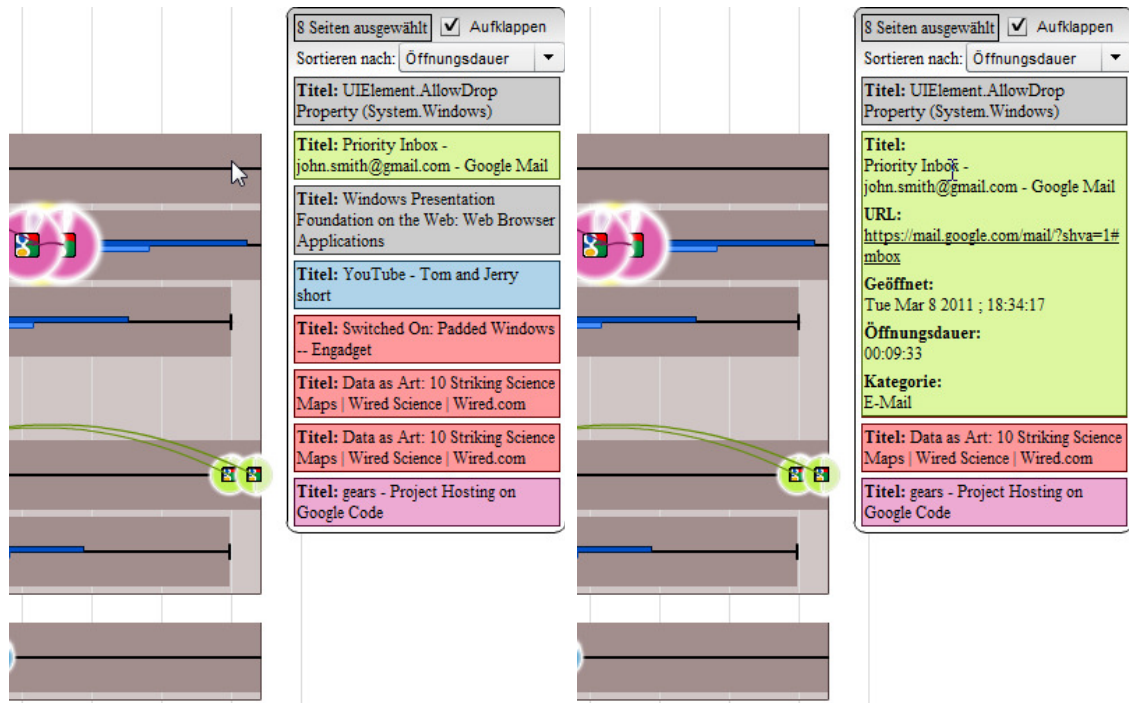 8 Seiten ausgewählt Aufklappen
Sortieren nach: Öffnungsdauer
Titel: UIElement.AllowDrop
Property (System.Windows)
Titel: Priority Inbox -
john.smith@gmail.com - Google Mail
Titel: Windows Presentation
Foundation on the Web: Web Browser
Applications
Titel: YouTube - Tom and Jerry
short
Titel: Switched On: Padded Windows
-- Engadget
Titel: Data as Art: 10 Striking Science
Maps | Wired Science | Wired.com
Titel: Data as Art: 10 Striking Science
Maps | Wired Science | Wired.com
Titel: gears - Project Hosting on
Google Code
8 Seiten ausgewählt Aufklappen
Sortieren nach: Öffnungsdauer
Titel: UIElement.AllowDrop
Property (System.Windows)
Titel:
Priority Inbox -
john.smith@gmail.com - Google Mail
URL:
https://mail.google.com/mail/?shva=1#
mbox
Geöffnet:
Tue Mar 8 2011 ; 18:34:17
Öffnungsdauer:
00:09:33
Kategorie:
E-Mail
Titel: Data as Art: 10 Striking Science
Maps | Wired Science | Wired.com
Titel: gears - Project Hosting on
Google Code